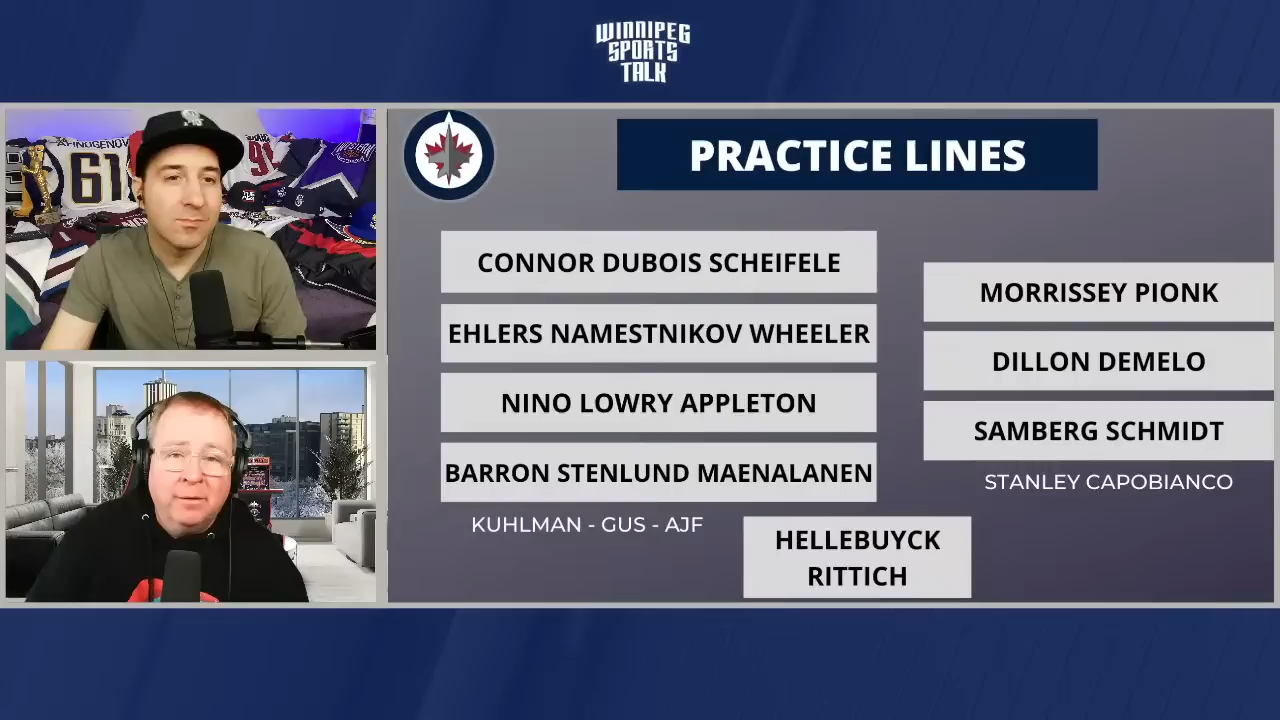 WINNIPEG
SPORTS
TALK
PRACTICE LINES
CONNOR DUBOIS SCHEIFELE
EHLERS NAMESTNIKOV WHEELER
NINO LOWRY APPLETON
BARRON STENLUND MAENALANEN
KUHLMAN - GUS - AJF
MORRISSEY PIONK
DILLON DEMELO
SAMBERG SCHMIDT
STANLEY CAPOBIANCO
HELLEBUYCK
RITTICH
61